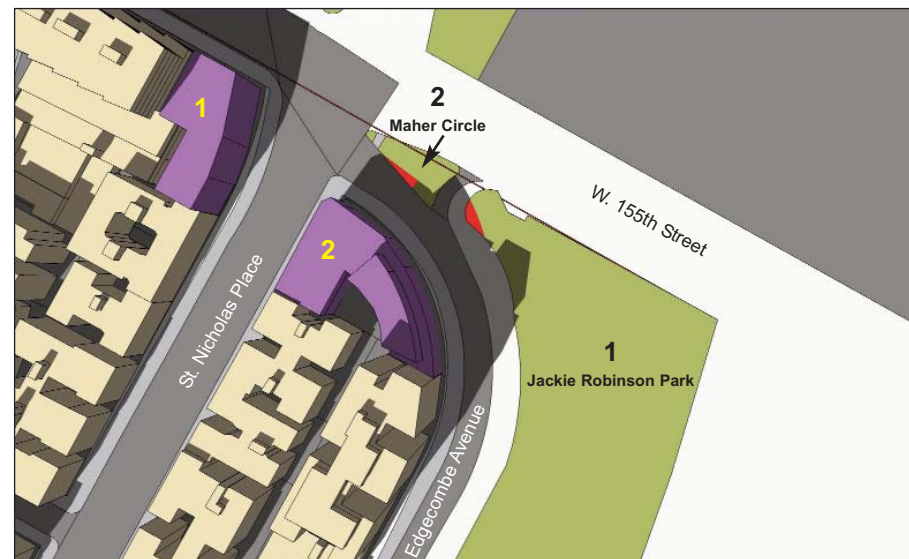 1
2
Maher Circle
W. 155th Street
2
St. Nicholas Place
1
Jackie Robinson Park
Edgecombe Avenue